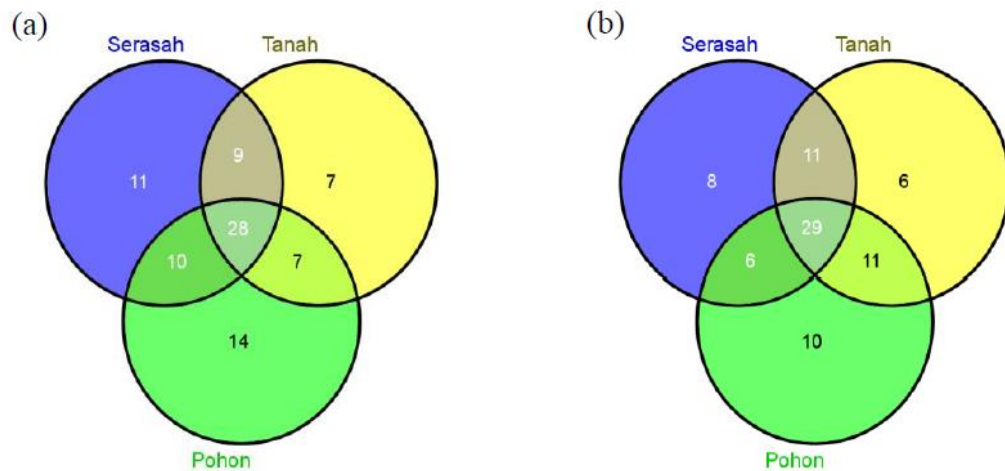 (a)
Serasah Tanah
9
11 7
28
10 7
14
Pohon
(b)
Serasah Tanah
11
8 6
29
6 11
10
Pohon